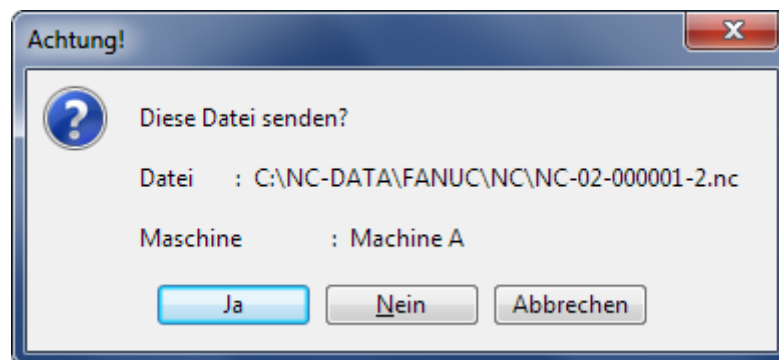 Achtung!
Diese Datei senden?
Datei : C:\NC-DATA\FANUC\NC\NC-02-000001-2.nc
Maschine : Machine A
Ja Nein Abbrechen